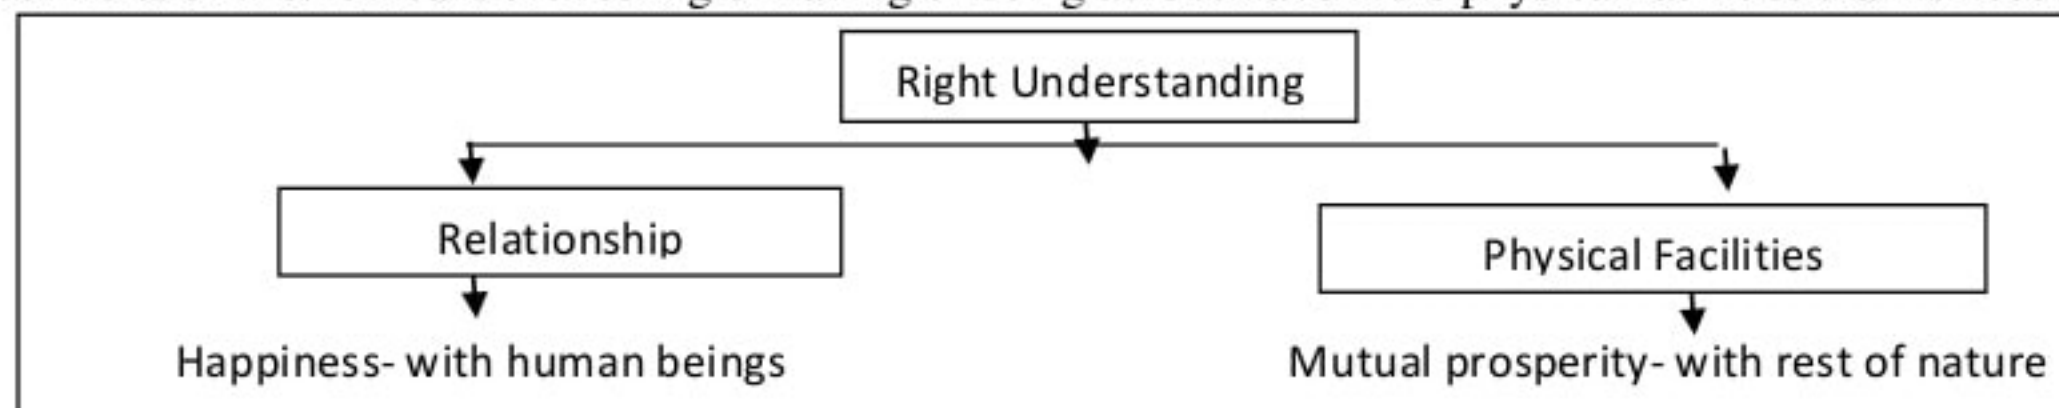 Right Understanding
Relationship
Physical Facilities
Happiness- with human beings
Mutual prosperity- with rest of nature